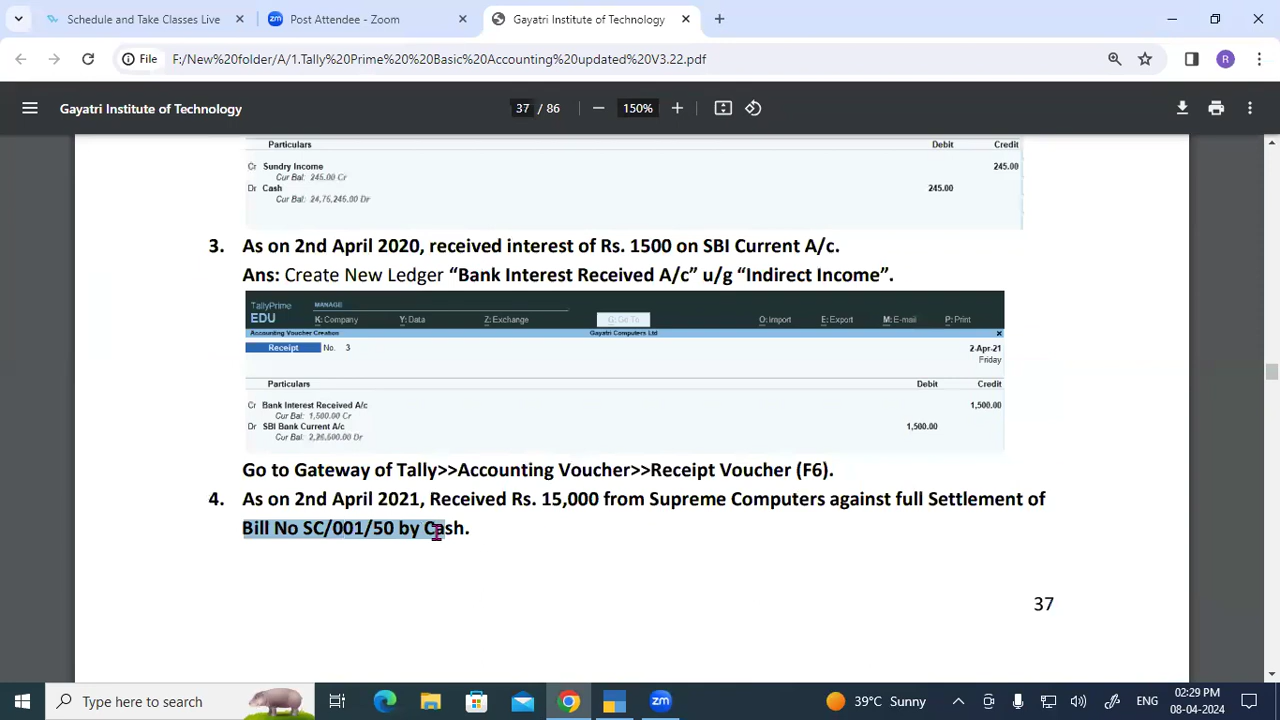 Schedule and Take Classes Live
Post Attendee - Zoom
Gayatri Institute of Technology
File
F:/New%20folder/A/1.Tally%20Prime%20%20Basic%20Accounting%20updated%20V3.22.pdf
R
Gayatri Institute of Technology
37 / 86
150%
Particulars Debit Credit
Cr Sundry Income 245.00
Cur Bal: 245.00 Cr
Dr Cash 245.00
Cur Bal: 24,75,245.00 Dr
3. As on 2nd April 2020, received interest of Rs. 1500 on SBI Current A/c.
Ans: Create New Ledger “Bank Interest Received A/c” u/g “Indirect Income”.
TallyPrime MANAGE
EDU K: Company Y: Data Z: Exchange G: Go To O: Import E: Export M: E-mail P: Print
Accounting Voucher Creation Gayatri Computers Ltd
Receipt No. 3 2-Apr-21
Friday
Particulars Debit Credit
Cr Bank Interest Received A/c 1,500.00
Cur Bal: 1,500.00 Cr
Dr SBI Bank Current A/c 1,500.00
Cur Bal: 2,26,500.00 Dr
Go to Gateway of Tally>>Accounting Voucher>>Receipt Voucher (F6).
4. As on 2nd April 2021, Received Rs. 15,000 from Supreme Computers against full Settlement of
Bill No SC/001/50 by Cash.
37
Type here to search
39°C Sunny
ENG
02:29 PM
08-04-2024